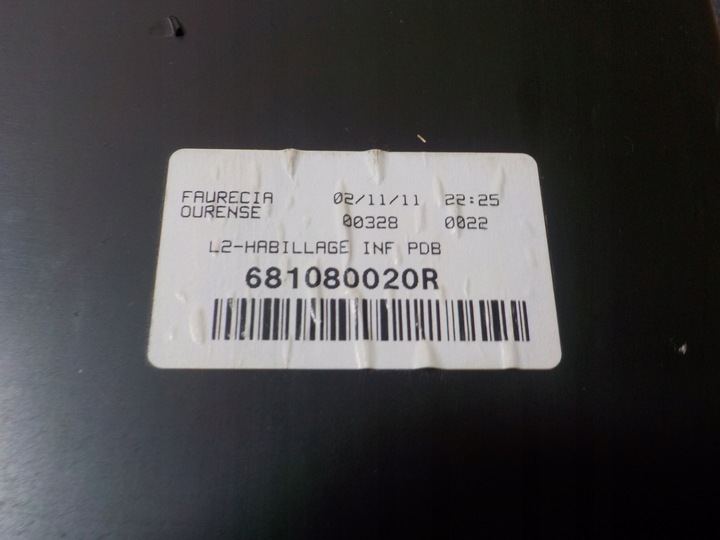 FAURECIA 02/11/11 22:25
OURENSE 00328 0022
L2-HABILLAGE INF PDB
681080020R